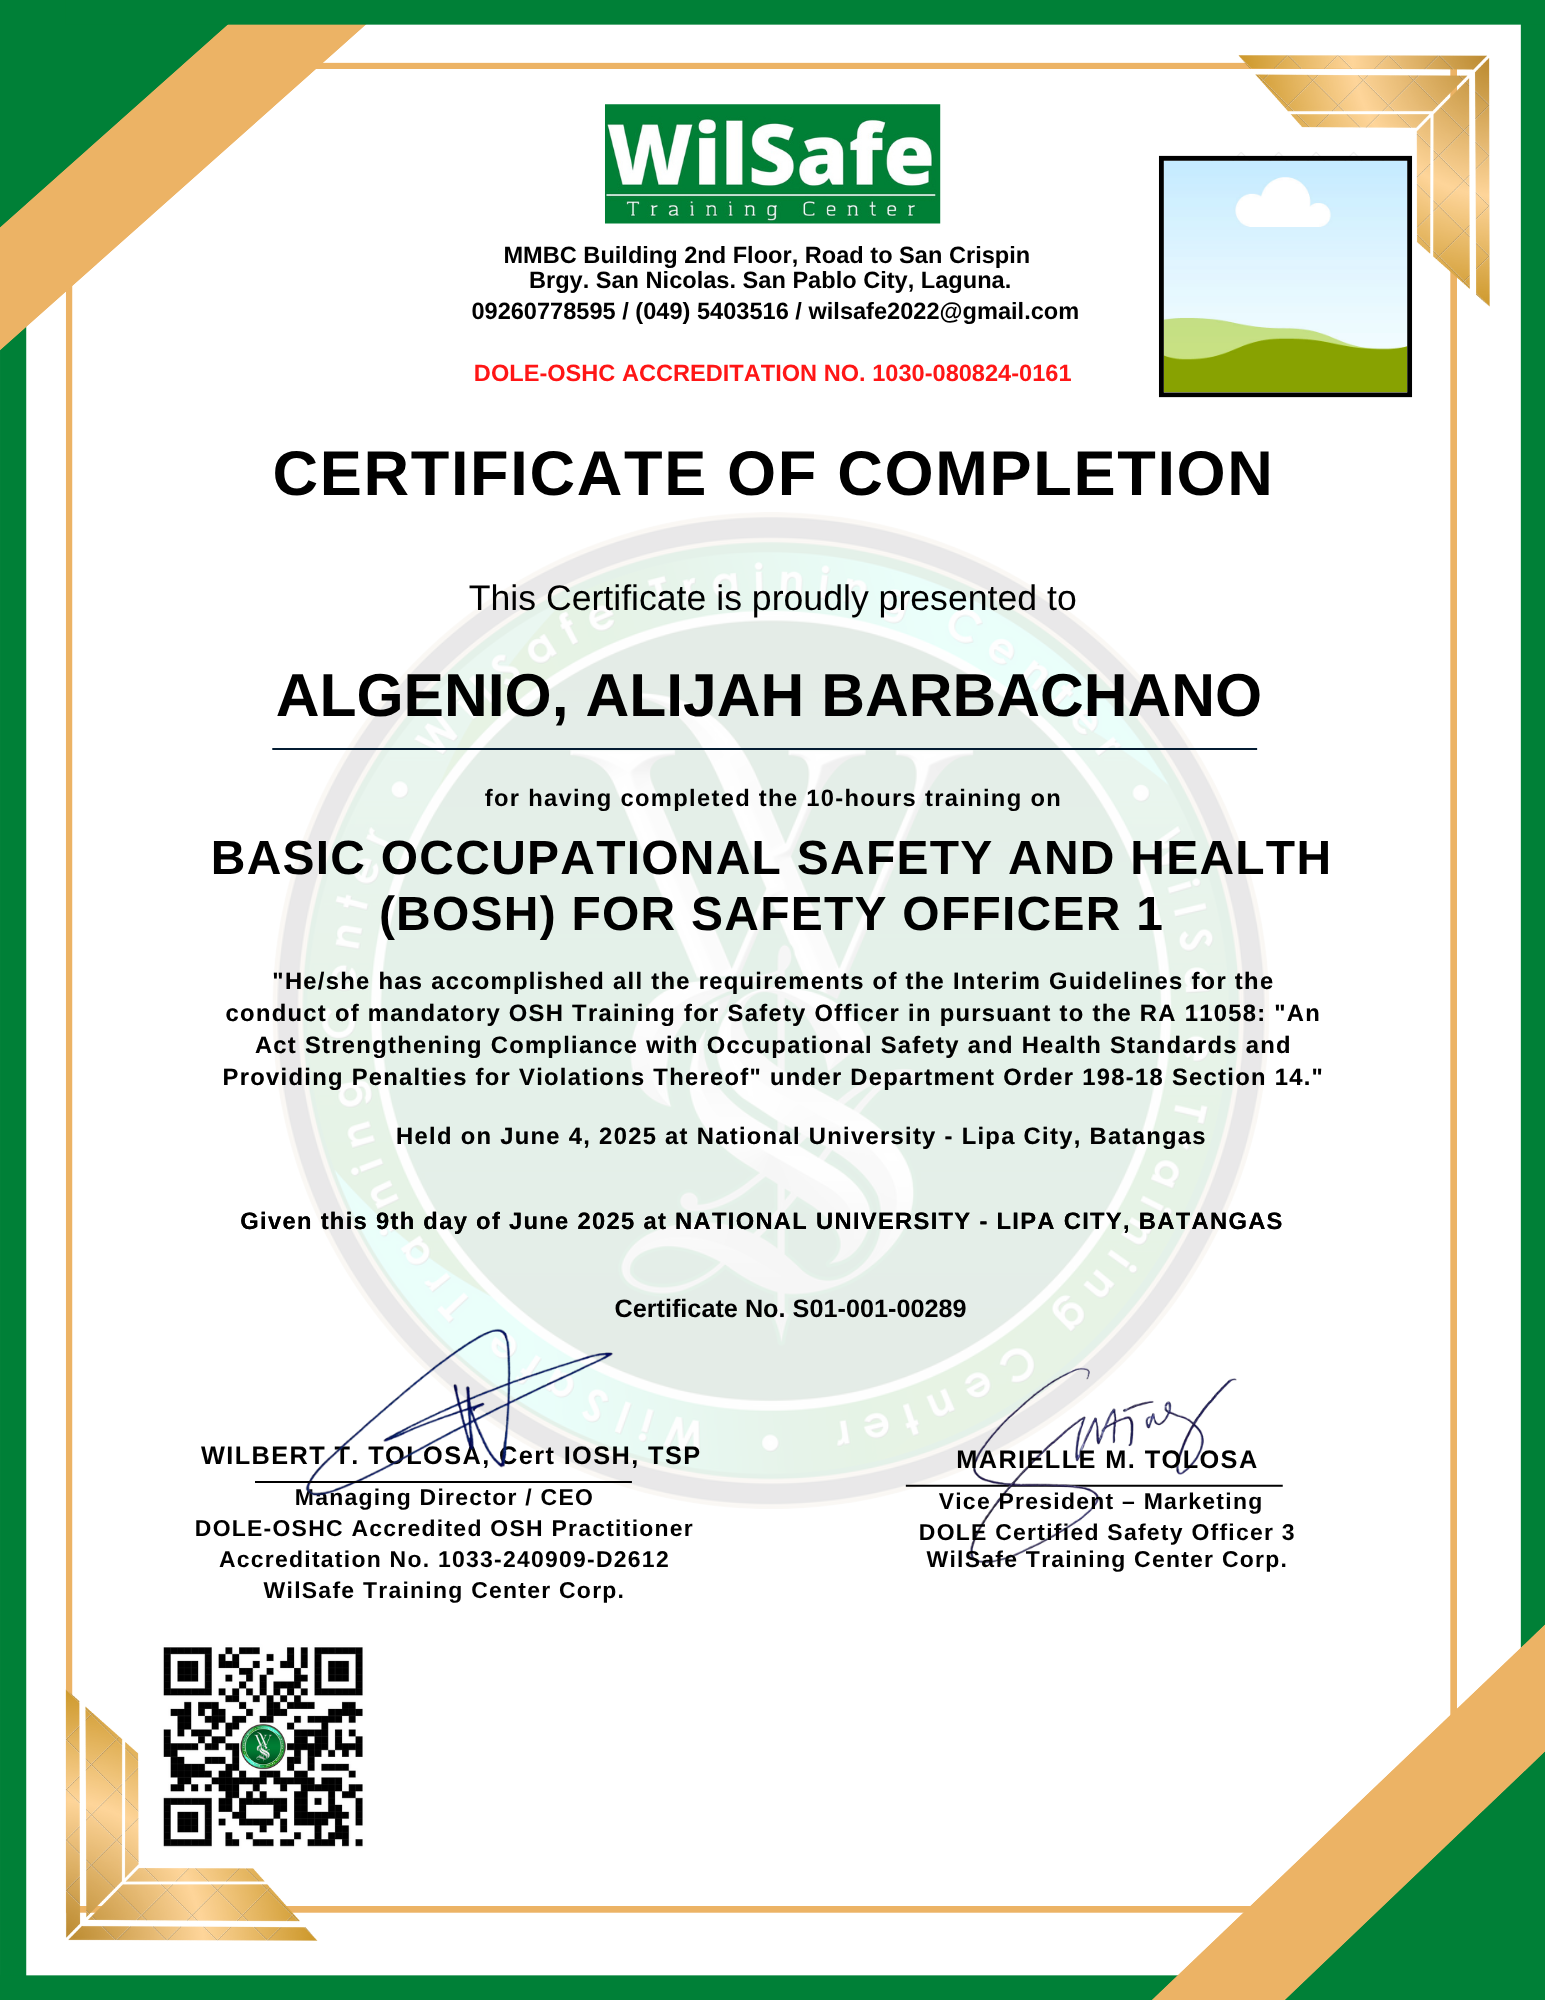 WilSafe
Training Center
MMBC Building 2nd Floor, Road to San Crispin
Brgy. San Nicolas. San Pablo City, Laguna.
09260778595 / (049) 5403516 / wilsafe2022@gmail.com
DOLE-OSHC ACCREDITATION NO. 1030-080824-0161
CERTIFICATE OF COMPLETION
This Certificate is proudly presented to
ALGENIO, ALIJAH BARBACHANO
for having completed the 10-hours training on
BASIC OCCUPATIONAL SAFETY AND HEALTH
(BOSH) FOR SAFETY OFFICER 1
"He/she has accomplished all the requirements of the Interim Guidelines for the
conduct of mandatory OSH Training for Safety Officer in pursuant to the RA 11058: "An
Act Strengthening Compliance with Occupational Safety and Health Standards and
Providing Penalties for Violations Thereof" under Department Order 198-18 Section 14."
Held on June 4, 2025 at National University - Lipa City, Batangas
Given this 9th day of June 2025 at NATIONAL UNIVERSITY - LIPA CITY, BATANGAS
Certificate No. S01-001-00289
WILBERT T. TOLOSA, Cert IOSH, TSP
Managing Director / CEO
DOLE-OSHC Accredited OSH Practitioner
Accreditation No. 1033-240909-D2612
WilSafe Training Center Corp.
MARIELLE M. TOLOSA
Vice President – Marketing
DOLE Certified Safety Officer 3
WilSafe Training Center Corp.
WilSafe Training Center • WilSafe Training Center • WilSafe Training Center •